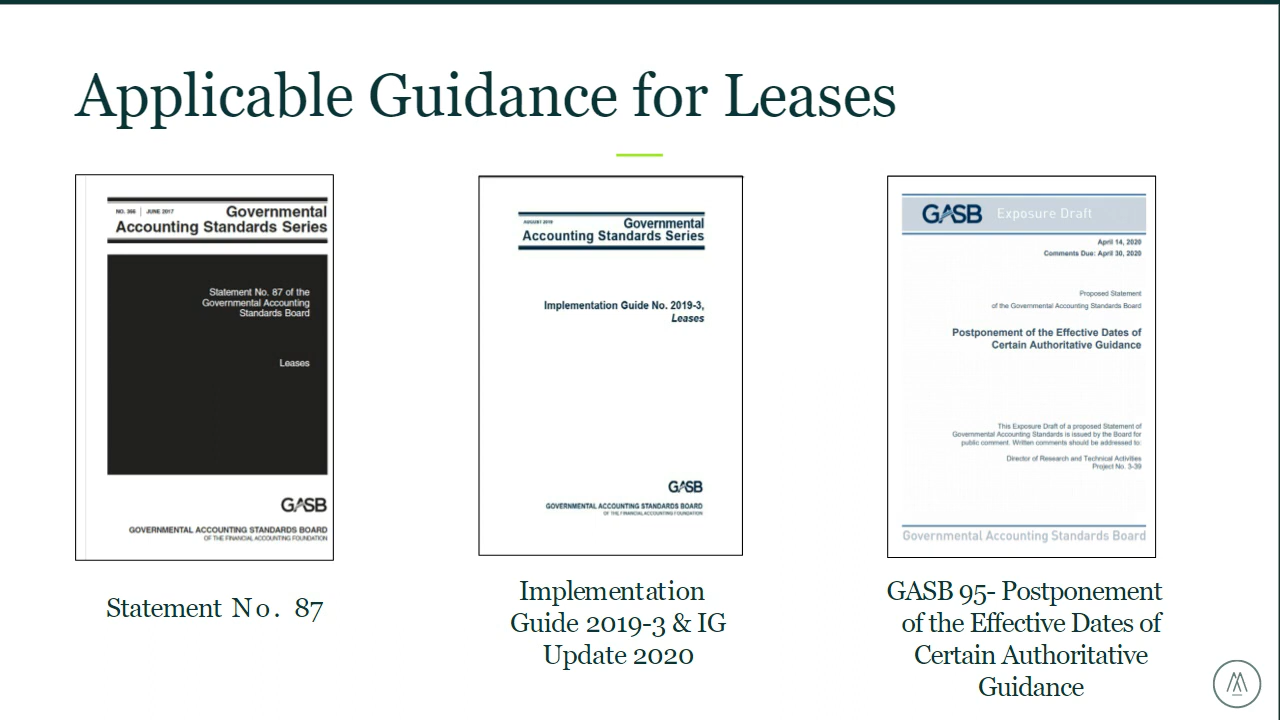 Applicable Guidance for Leases
NO. 366 | JUNE 2017
Governmental
Accounting Standards Series
Statement No. 87 of the
Governmental Accounting
Standards Board
Leases
GASB
GOVERNMENTAL ACCOUNTING STANDARDS BOARD
OF THE FINANCIAL ACCOUNTING FOUNDATION
Statement No. 87
AUGUST 2019
Governmental
Accounting Standards Series
Implementation Guide No. 2019-3,
Leases
GASB
GOVERNMENTAL ACCOUNTING STANDARDS BOARD
OF THE FINANCIAL ACCOUNTING FOUNDATION
Implementation
Guide 2019-3 & IG
Update 2020
GASB Exposure Draft
April 14, 2020
Comments Due: April 30, 2020
Proposed Statement
of the Governmental Accounting Standards Board
Postponement of the Effective Dates of
Certain Authoritative Guidance
This Exposure Draft of a proposed Statement of
Governmental Accounting Standards is issued by the Board for
public comment. Written comments should be addressed to:
Director of Research and Technical Activities
Project No. 3-39
Governmental Accounting Standards Board
GASB 95- Postponement
of the Effective Dates of
Certain Authoritative
Guidance